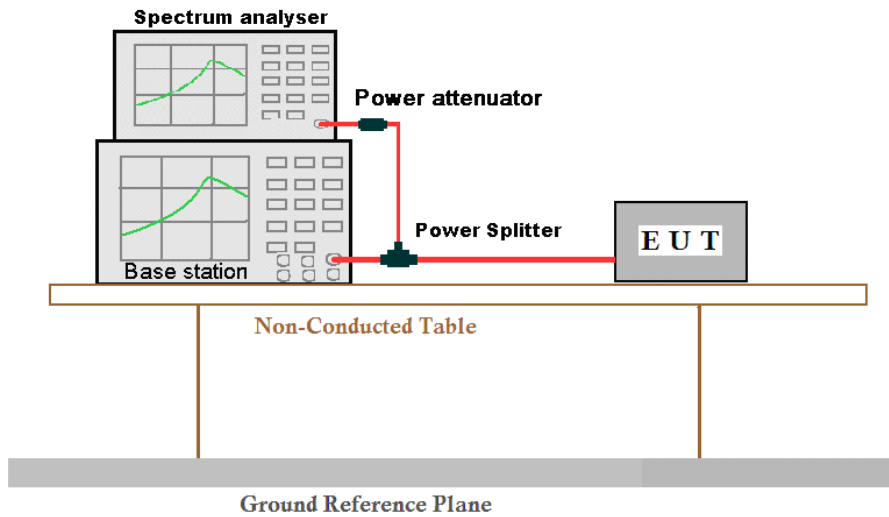 Spectrum analyser
Power attenuator
Power Splitter
E U T
Base station
Non-Conducted Table
Ground Reference Plane